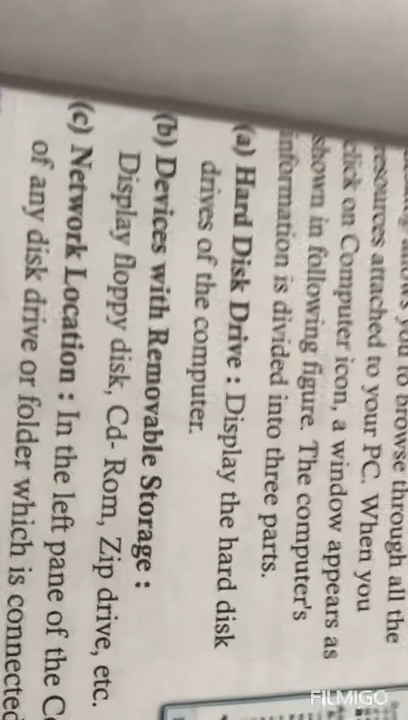 allows you to browse through all the
resources attached to your PC. When you
click on Computer icon, a window appears as
shown in following figure. The computer's
information is divided into three parts.
(a) Hard Disk Drive : Display the hard disk
drives of the computer.
(b) Devices with Removable Storage :
Display floppy disk, Cd- Rom, Zip drive, etc.
(c) Network Location : In the left pane of the
of any disk drive or folder which is connected
FILMIGO